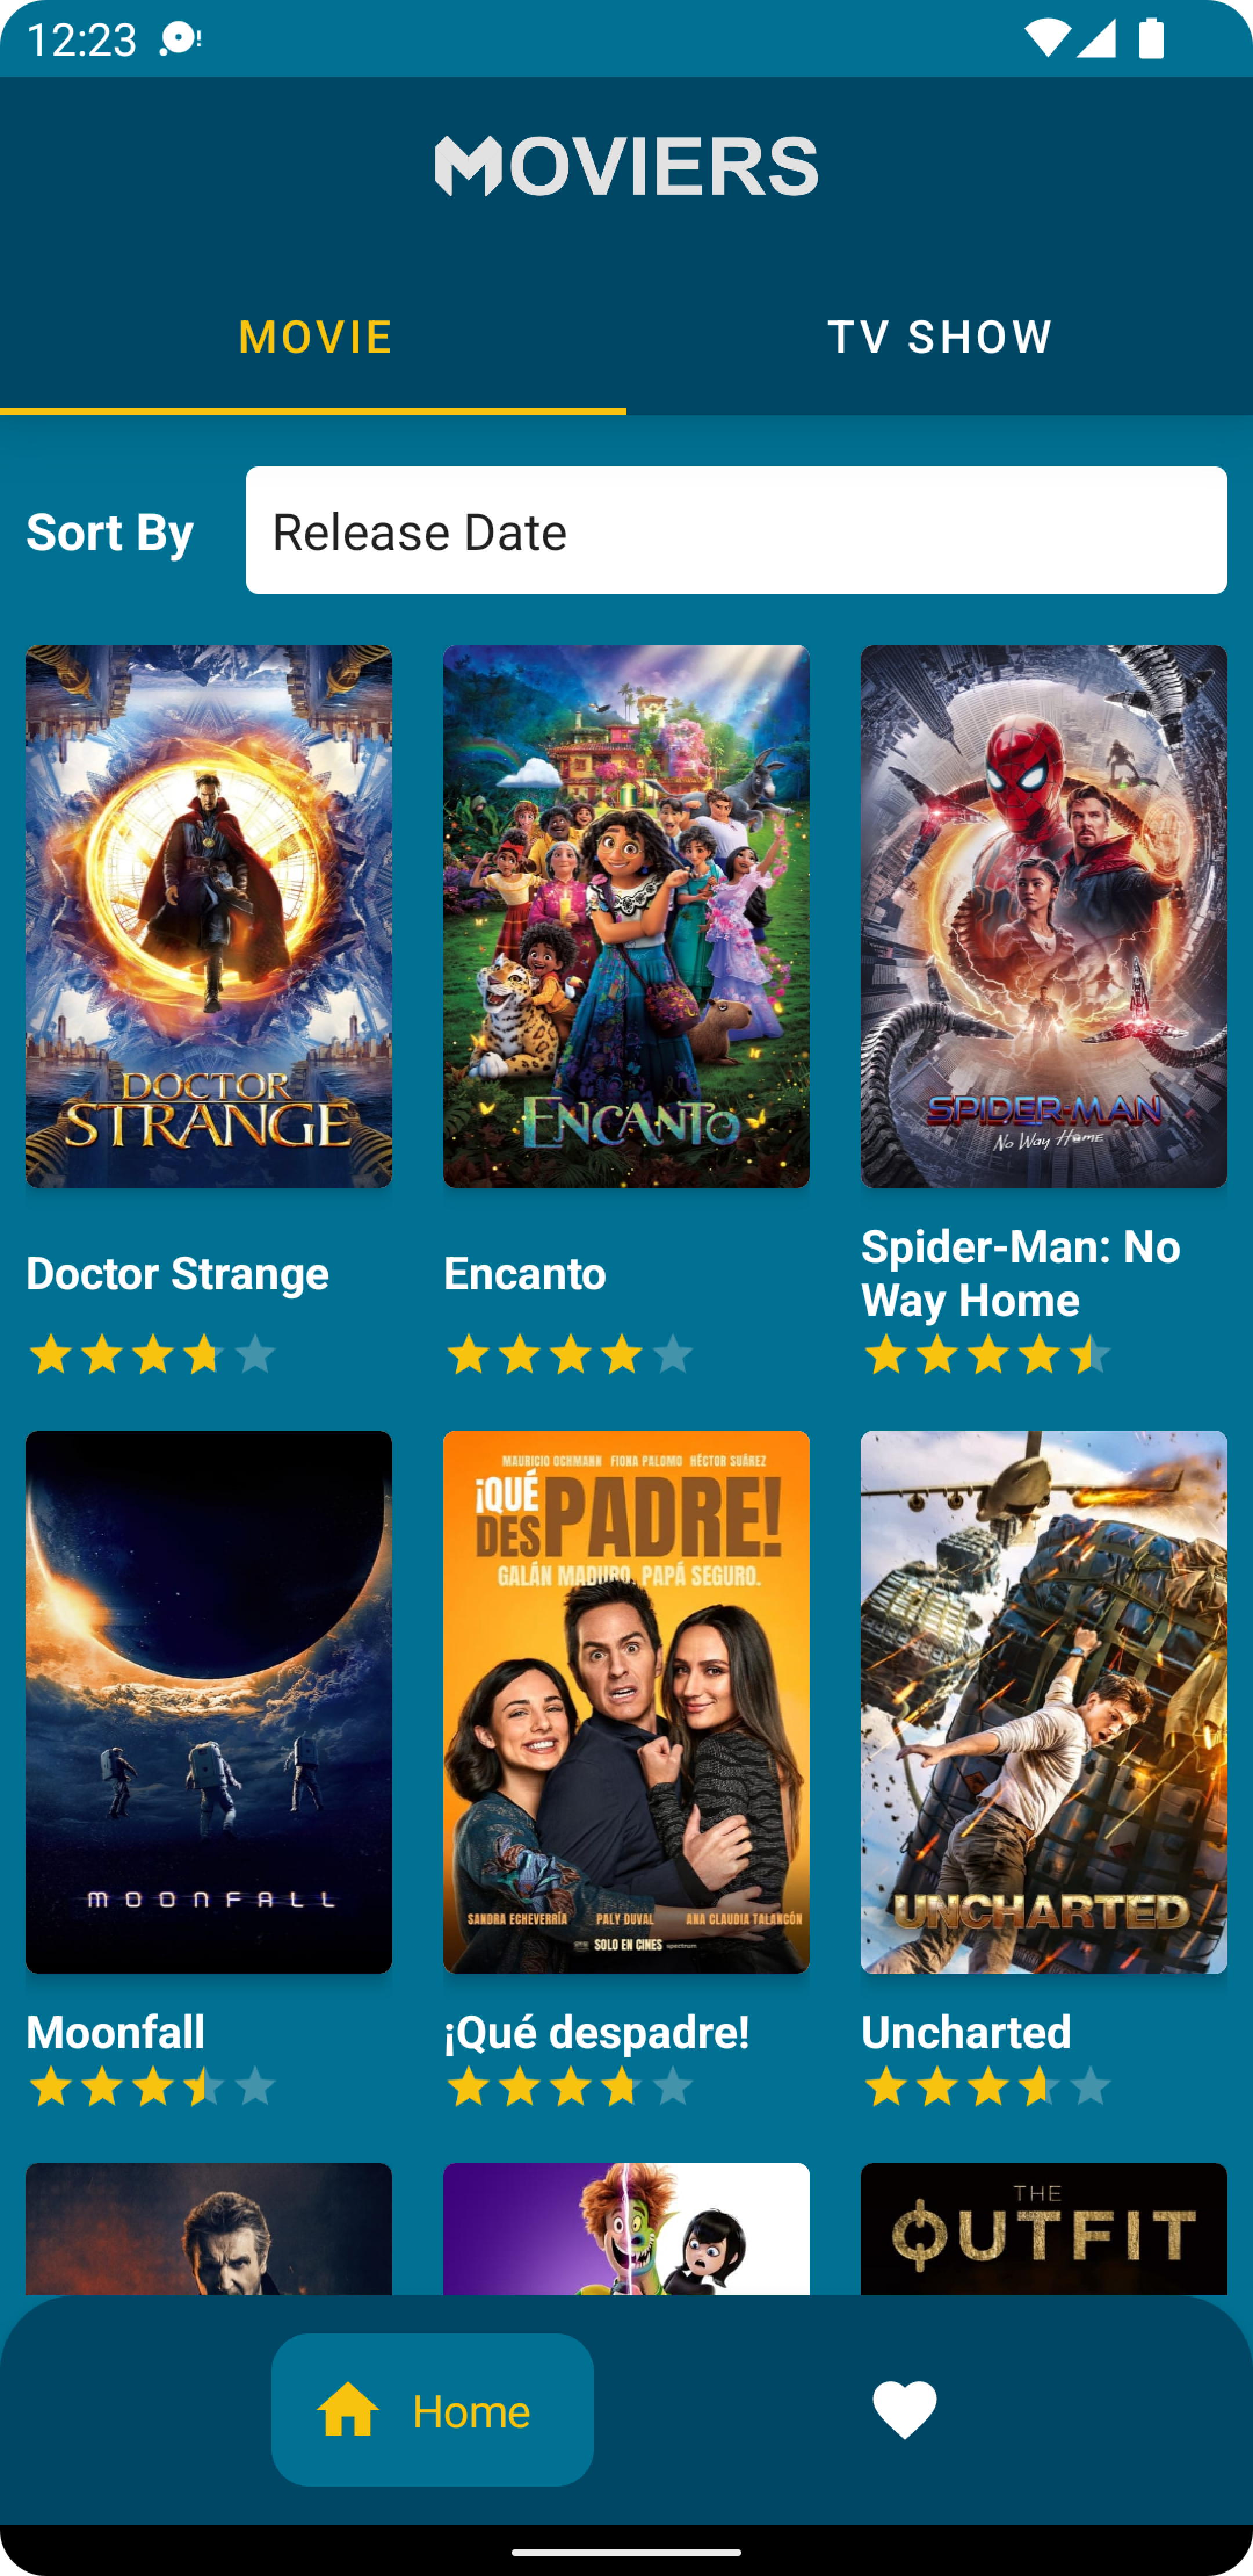 12:23
MOVIERS
MOVIE
TV SHOW
Sort By
Release Date
DOCTOR
STRANGE
ENCANTO
SPIDER-MAN
No Way Home
Doctor Strange
Encanto
Spider-Man: No
Way Home
MOONFALL
MAURICIO OCHMANN FIONA PALOMO HÉCTOR SUÁREZ
¡QUÉ
DESPADRE!
GALÁN MADURO, PAPÁ SEGURO.
SANDRA ECHEVERRÍA PALY DUVAL ANA CLAUDIA TALANCÓN
SOLO EN CINES spectrum
UNCHARTED
Moonfall
¡Qué despadre!
Uncharted
THE
OUTFIT
Home